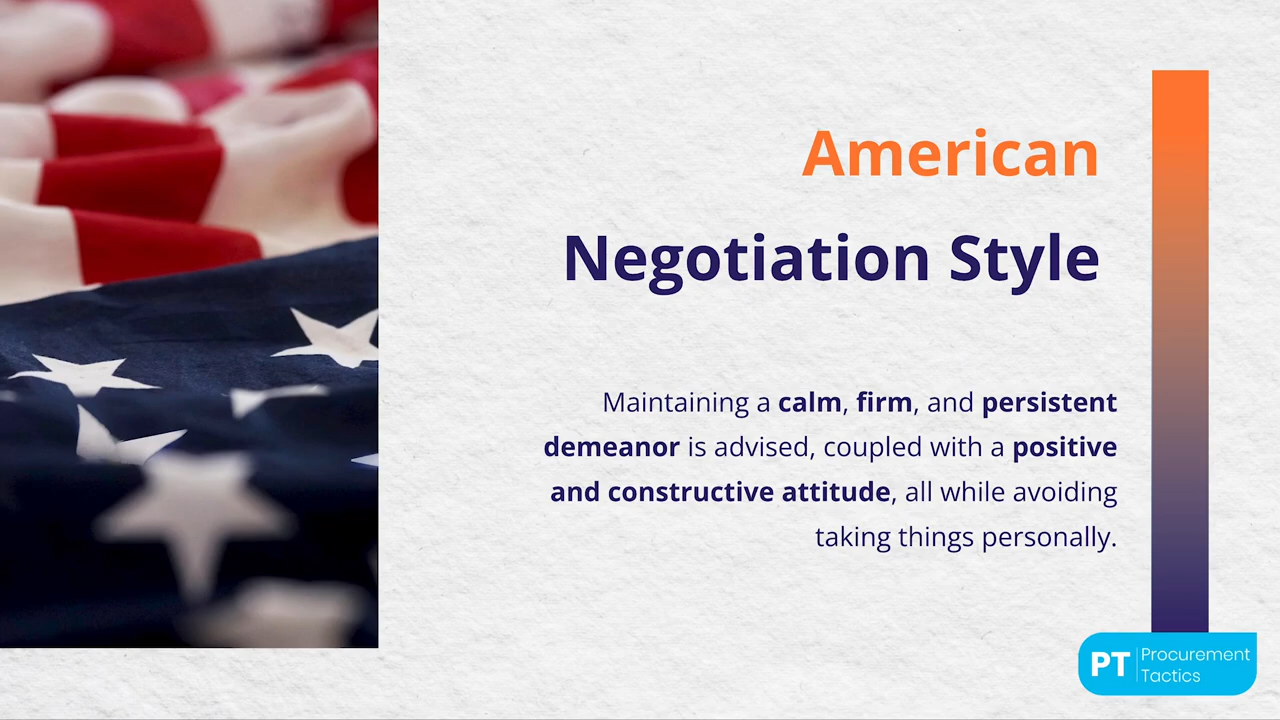 American
Negotiation Style
Maintaining a calm, firm, and persistent
demeanor is advised, coupled with a positive
and constructive attitude, all while avoiding
taking things personally.
PT Procurement
Tactics